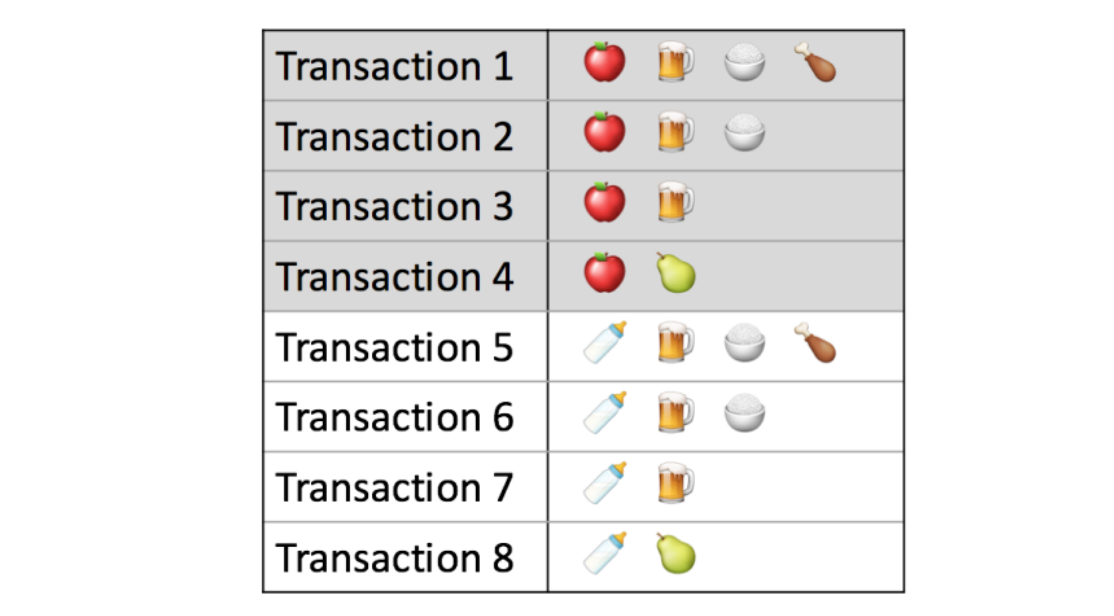 Transaction 1
Transaction 2
Transaction 3
Transaction 4
Transaction 5
Transaction 6
Transaction 7
Transaction 8